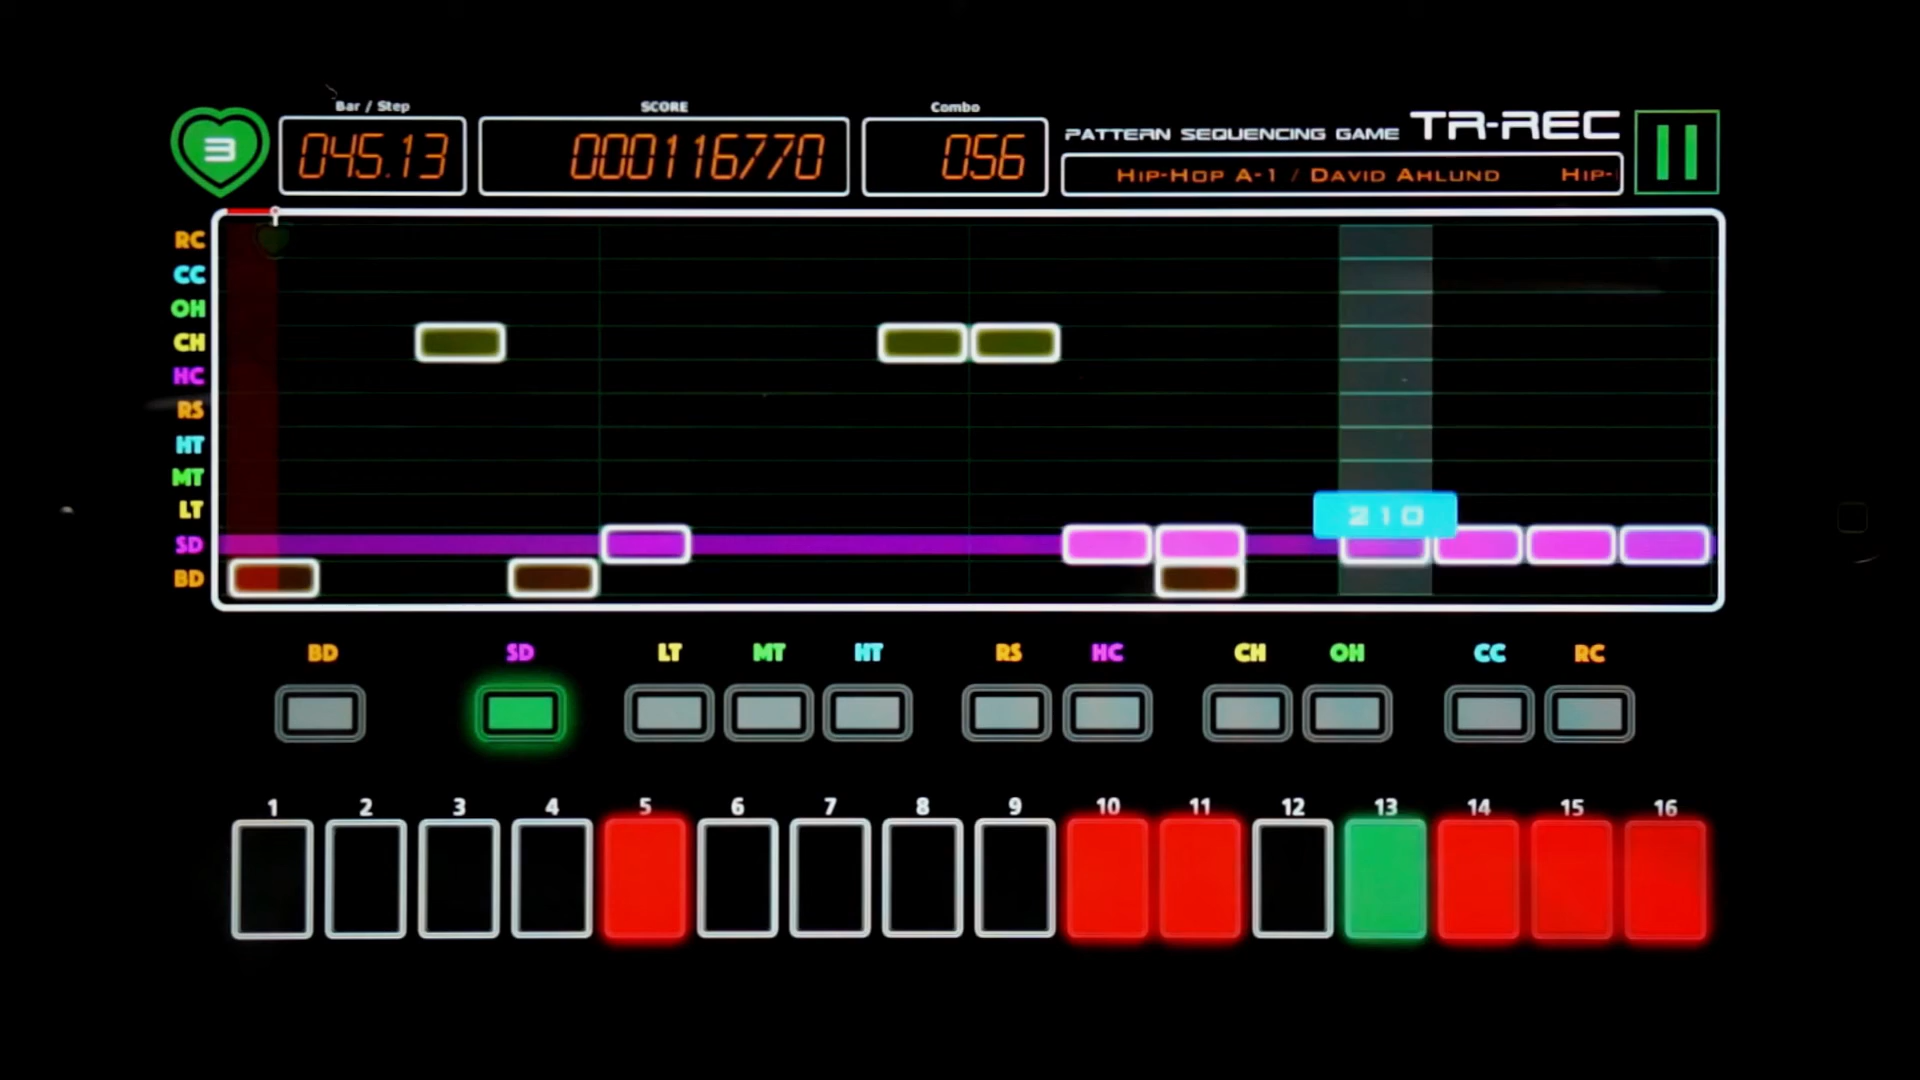 Bar / Step SCORE Combo
3 045.13 000116770 056 PATTERN SEQUENCING GAME TR-REC
HIP-HOP A-1 / DAVID AHLUND HIP-
RC
CC
OH
CH
HC
RS
HT
MT
LT
210
SD
BD
BD SD LT MT HT RS HC CH OH CC RC
1 2 3 4 5 6 7 8 9 10 11 12 13 14 15 16